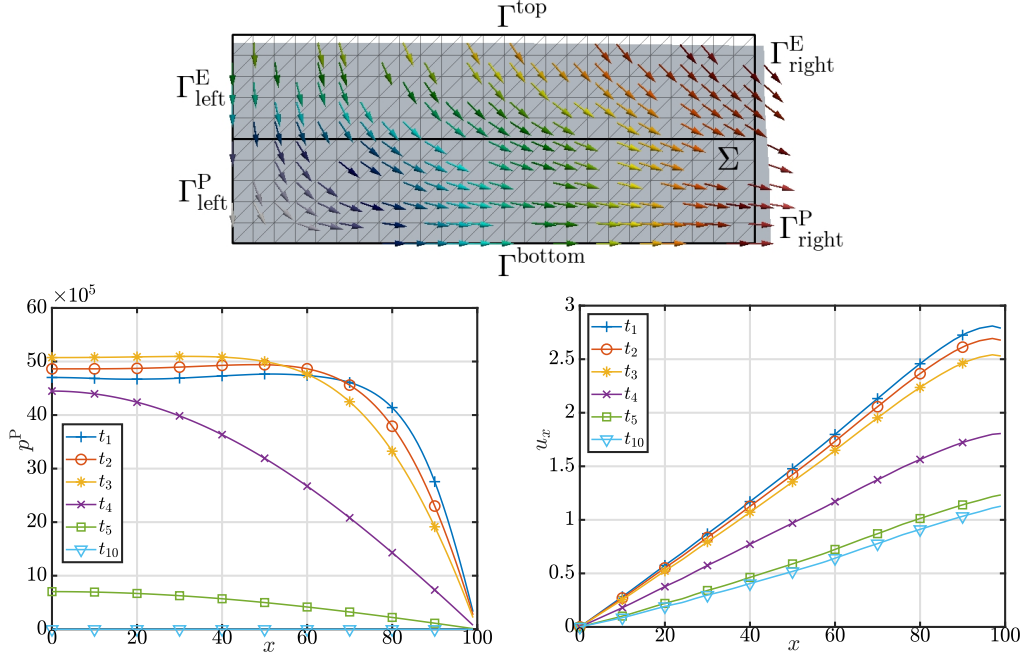 Γ^top
Γ^E_right
Γ^E_left
Σ
Γ^P_left
Γ^P_right
Γ^bottom
×10^5
60
50
40
30
20
10
0
p^P
t_1
t_2
t_3
t_4
t_5
t_10
0
20
40
60
80
100
x
3
2.5
2
1.5
1
0.5
0
u_x
t_1
t_2
t_3
t_4
t_5
t_10
0
20
40
60
80
100
x